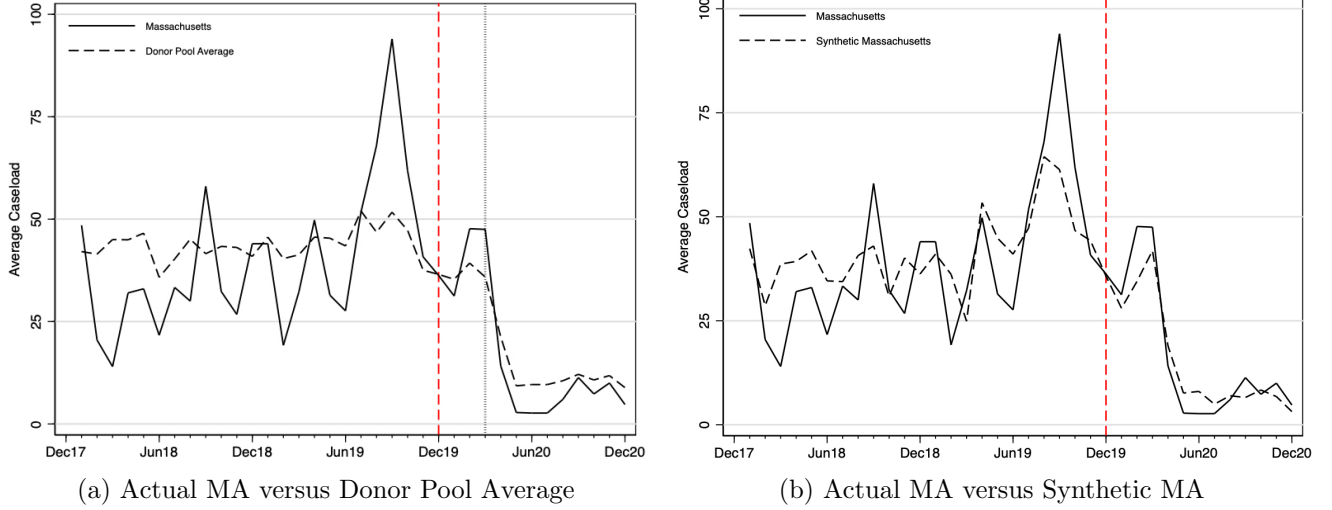 100
75
50
25
0
Average Caseload
Massachusetts
Donor Pool Average
Dec17 Jun18 Dec18 Jun19 Dec19 Jun20 Dec20
(a) Actual MA versus Donor Pool Average
100
75
50
25
0
Average Caseload
Massachusetts
Synthetic Massachusetts
Dec17 Jun18 Dec18 Jun19 Dec19 Jun20 Dec20
(b) Actual MA versus Synthetic MA